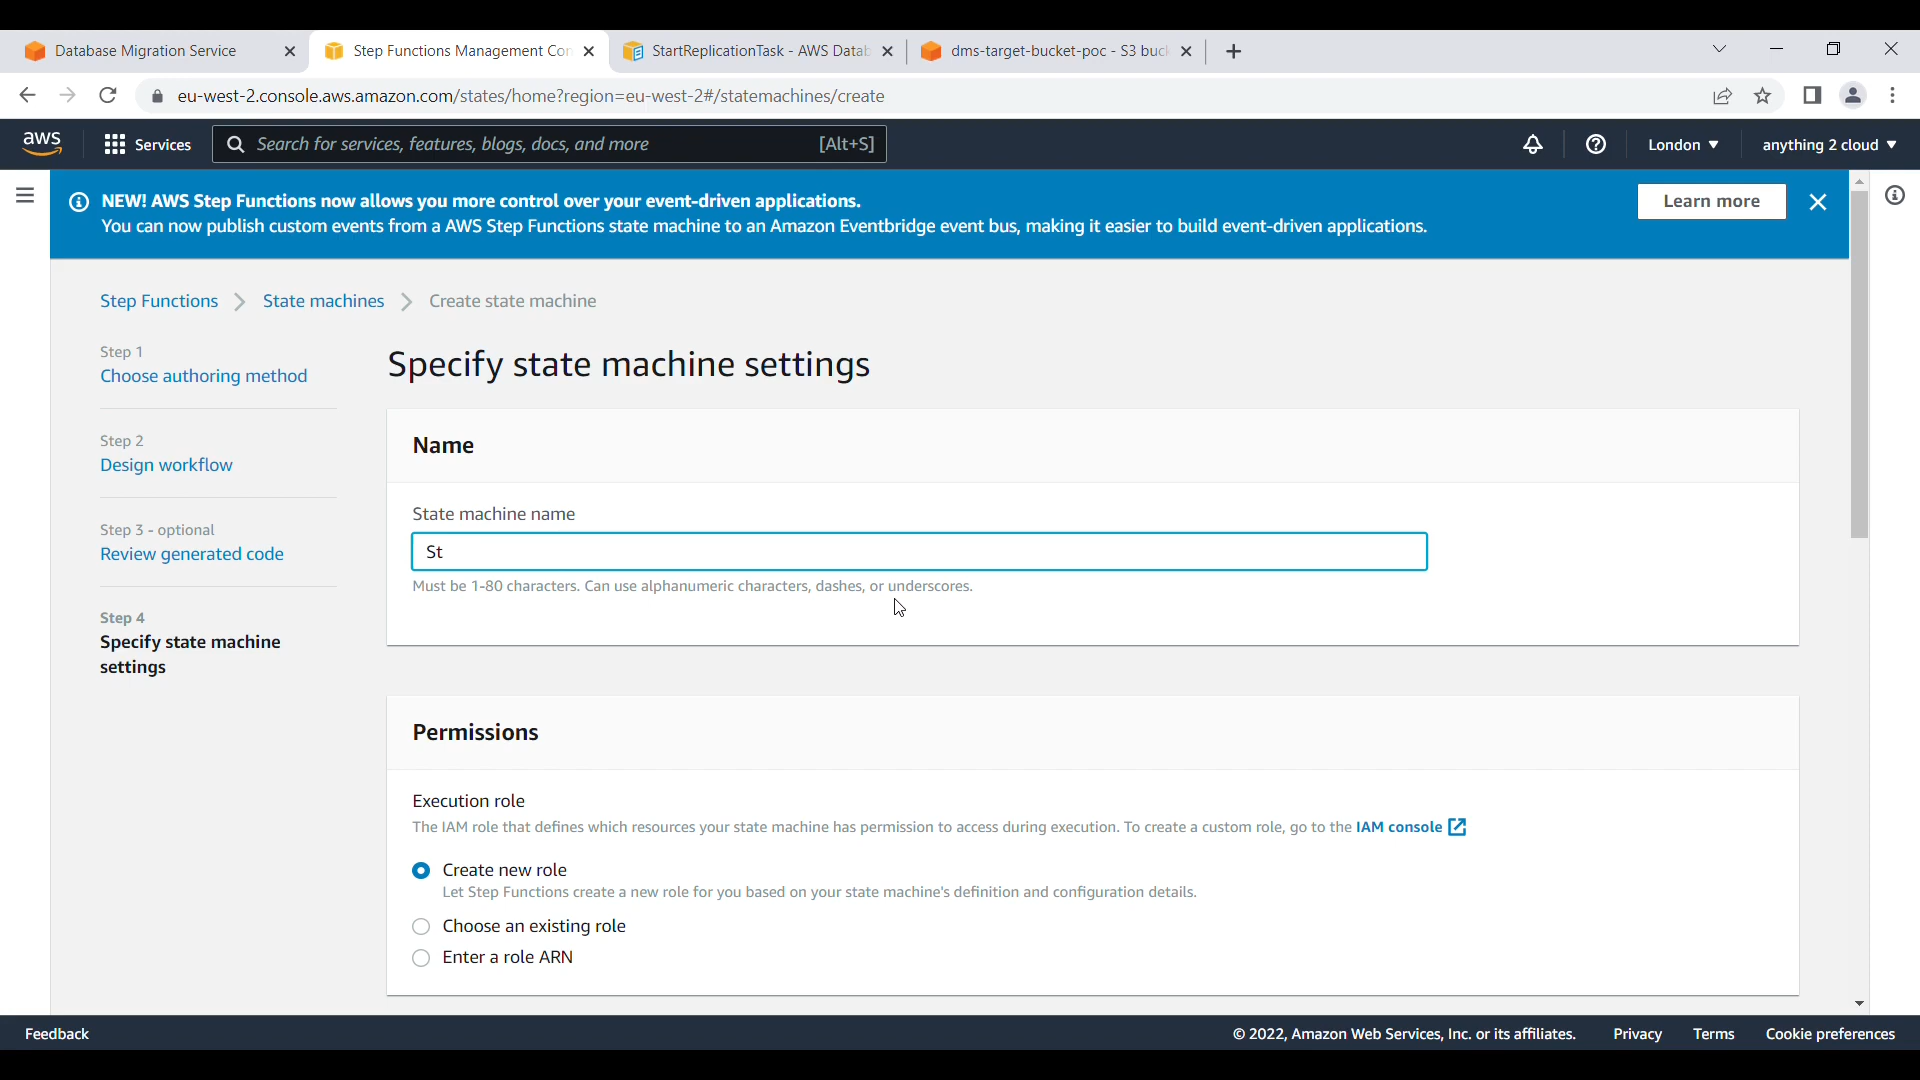 Database Migration Service
Step Functions Management Con
StartReplicationTask - AWS Datab
dms-target-bucket-poc - S3 buck
eu-west-2.console.aws.amazon.com/states/home?region=eu-west-2#/statemachines/create
aws
Services
Search for services, features, blogs, docs, and more
[Alt+S]
London
anything 2 cloud
NEW! AWS Step Functions now allows you more control over your event-driven applications.
You can now publish custom events from a AWS Step Functions state machine to an Amazon Eventbridge event bus, making it easier to build event-driven applications.
Learn more
Step Functions
State machines
Create state machine
Step 1
Choose authoring method
Step 2
Design workflow
Step 3 - optional
Review generated code
Step 4
Specify state machine
settings
Specify state machine settings
Name
State machine name
St
Must be 1-80 characters. Can use alphanumeric characters, dashes, or underscores.
Permissions
Execution role
The IAM role that defines which resources your state machine has permission to access during execution. To create a custom role, go to the IAM console
Create new role
Let Step Functions create a new role for you based on your state machine's definition and configuration details.
Choose an existing role
Enter a role ARN
Feedback
© 2022, Amazon Web Services, Inc. or its affiliates.
Privacy
Terms
Cookie preferences